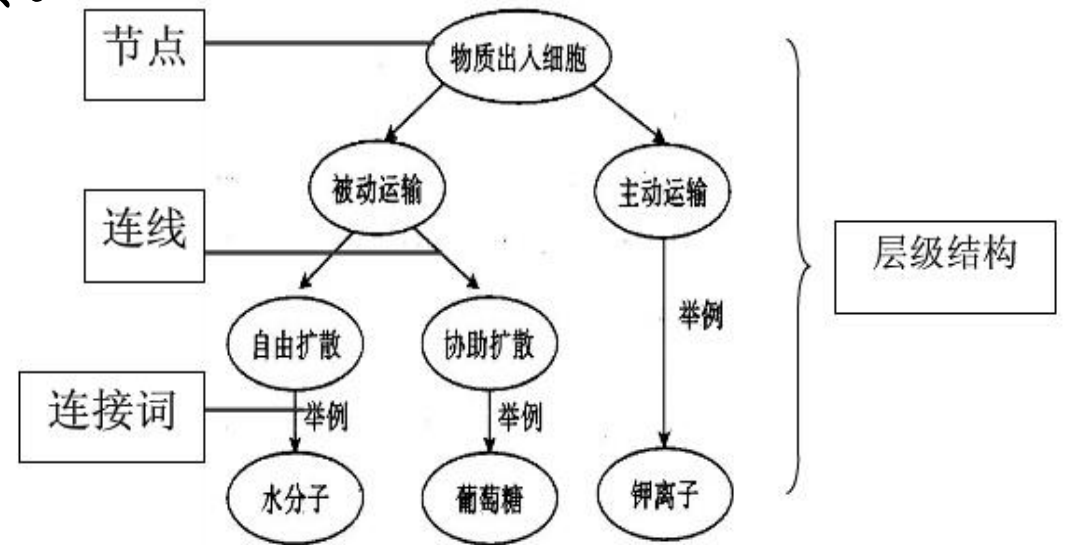 节点
物质出入细胞
被动运输
主动运输
连线
层级结构
自由扩散
协助扩散
举例
连接词
举例
举例
水分子
葡萄糖
钾离子